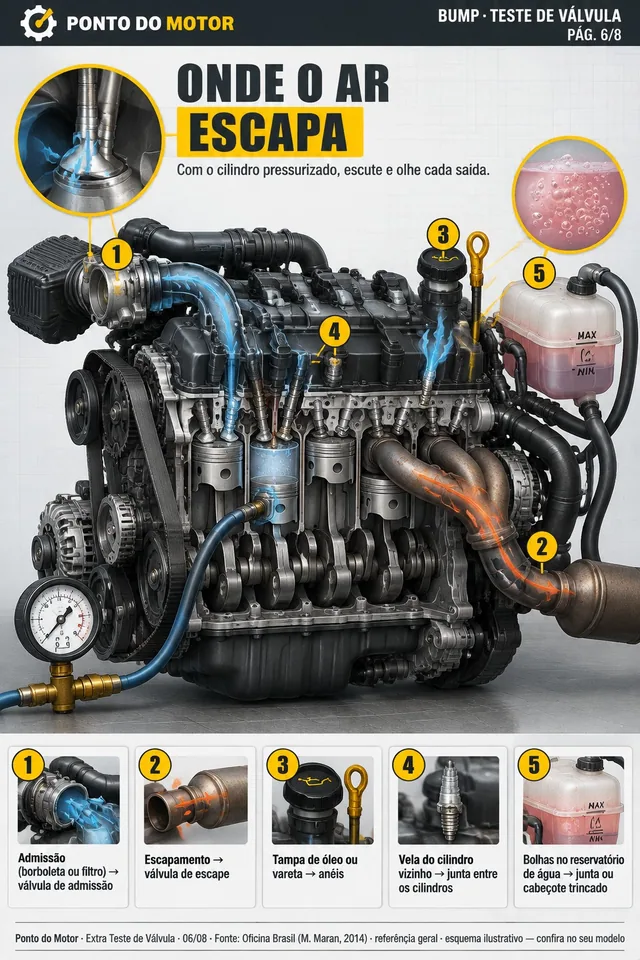 PONTO DO MOTOR
BUMP · TESTE DE VÁLVULA
PÁG. 6/8
ONDE O AR
ESCAPA
Com o cilindro pressurizado, escute e olhe cada saída.
1
3
5
4
2
MAX
1
2
3
4
5
MAX
Admissão
(borboleta ou filtro) →
válvula de admissão
Escapamento →
válvula de escape
Tampa de óleo ou
vareta → anéis
Vela do cilindro
vizinho → junta entre
os cilindros
Bolhas no reservatório
de água → junta ou
cabeçote trincado
Ponto do Motor · Extra Teste de Válvula · 06/08 · Fonte: Oficina Brasil (M. Maran, 2014) · referência geral · esquema ilustrativo — confira no seu modelo